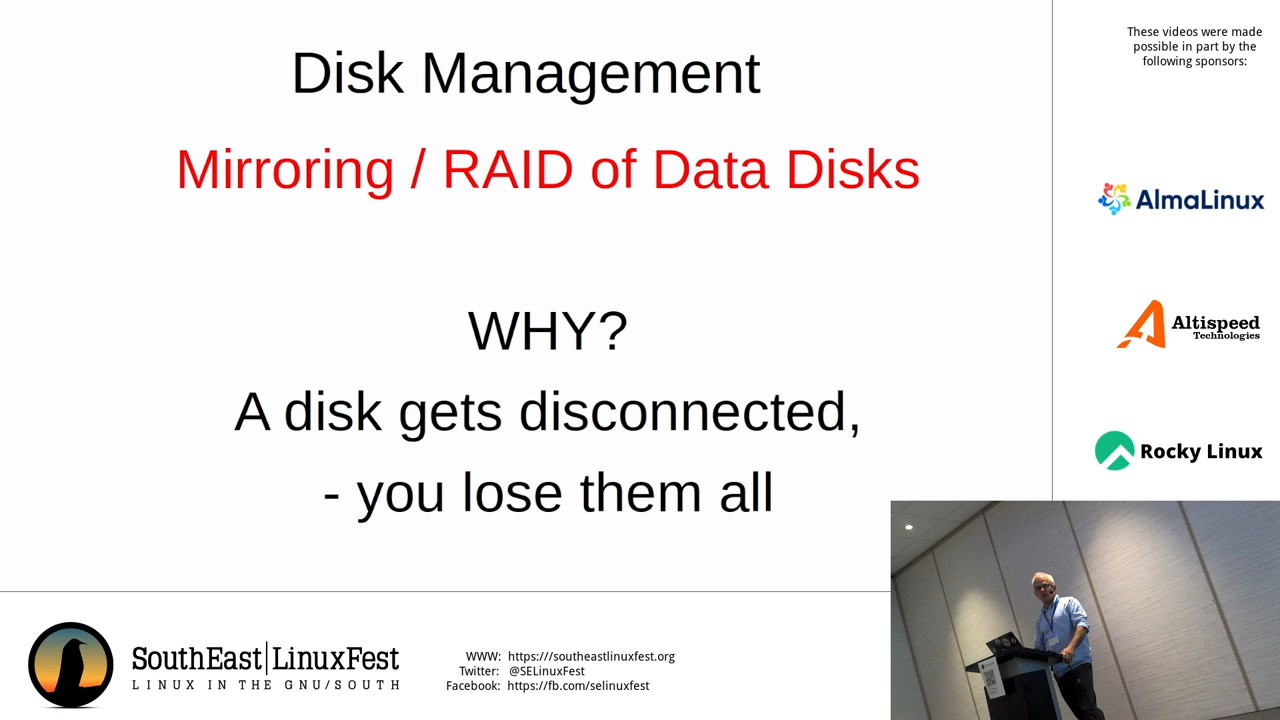 Disk Management
Mirroring / RAID of Data Disks
WHY?
A disk gets disconnected,
- you lose them all
These videos were made
possible in part by the
following sponsors:
AlmaLinux
Altispeed
Technologies
Rocky Linux
SouthEast LinuxFest
LINUX IN THE GNU/SOUTH
WWW: https:///southeastlinuxfest.org
Twitter: @SELinuxFest
Facebook: https://fb.com/selinuxfest